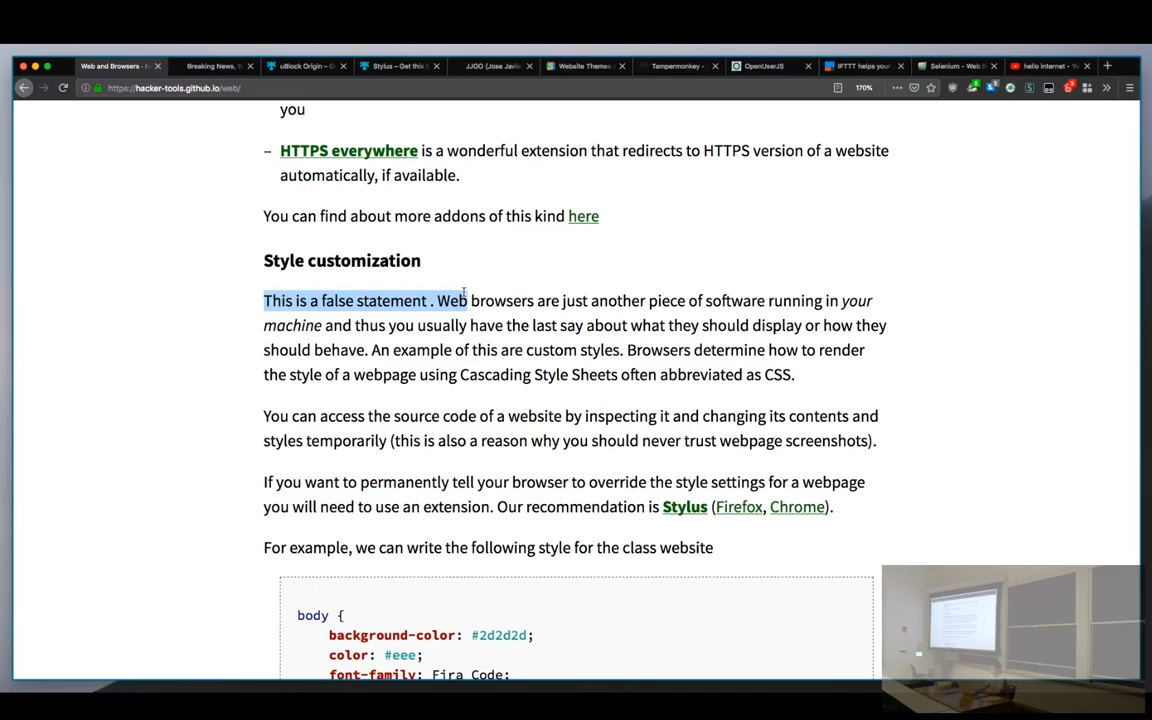 Web and Browsers - 
Breaking News, 
uBlock Origin – G
Stylus – Get this 
JJGO (Jose Javie
Website Themes 
Tampermonkey •
OpenUserJS
IFTTT helps your
Selenium - Web B
hello internet - Yo
https://hacker-tools.github.io/web/
170%
you
– HTTPS everywhere is a wonderful extension that redirects to HTTPS version of a website
automatically, if available.
You can find about more addons of this kind here
Style customization
This is a false statement . Web browsers are just another piece of software running in your
machine and thus you usually have the last say about what they should display or how they
should behave. An example of this are custom styles. Browsers determine how to render
the style of a webpage using Cascading Style Sheets often abbreviated as CSS.
You can access the source code of a website by inspecting it and changing its contents and
styles temporarily (this is also a reason why you should never trust webpage screenshots).
If you want to permanently tell your browser to override the style settings for a webpage
you will need to use an extension. Our recommendation is Stylus (Firefox, Chrome).
For example, we can write the following style for the class website
body {
background-color: #2d2d2d;
color: #eee;
font-family: Fira Code;